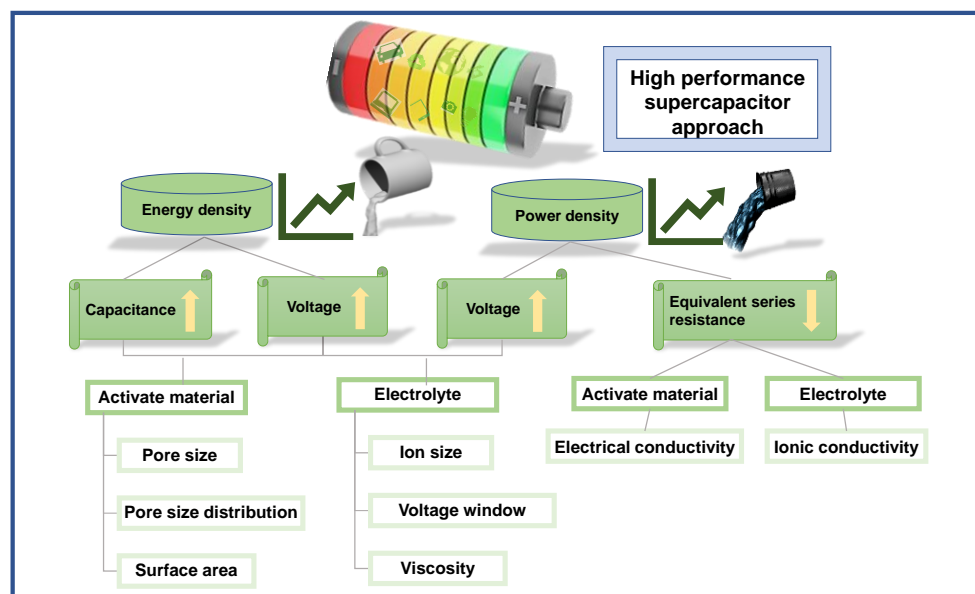 High performance
supercapacitor
approach
Energy density
Power density
Capacitance
Voltage
Voltage
Equivalent series
resistance
Activate material
Electrolyte
Activate material
Electrolyte
Pore size
Ion size
Electrical conductivity
Ionic conductivity
Pore size distribution
Voltage window
Surface area
Viscosity